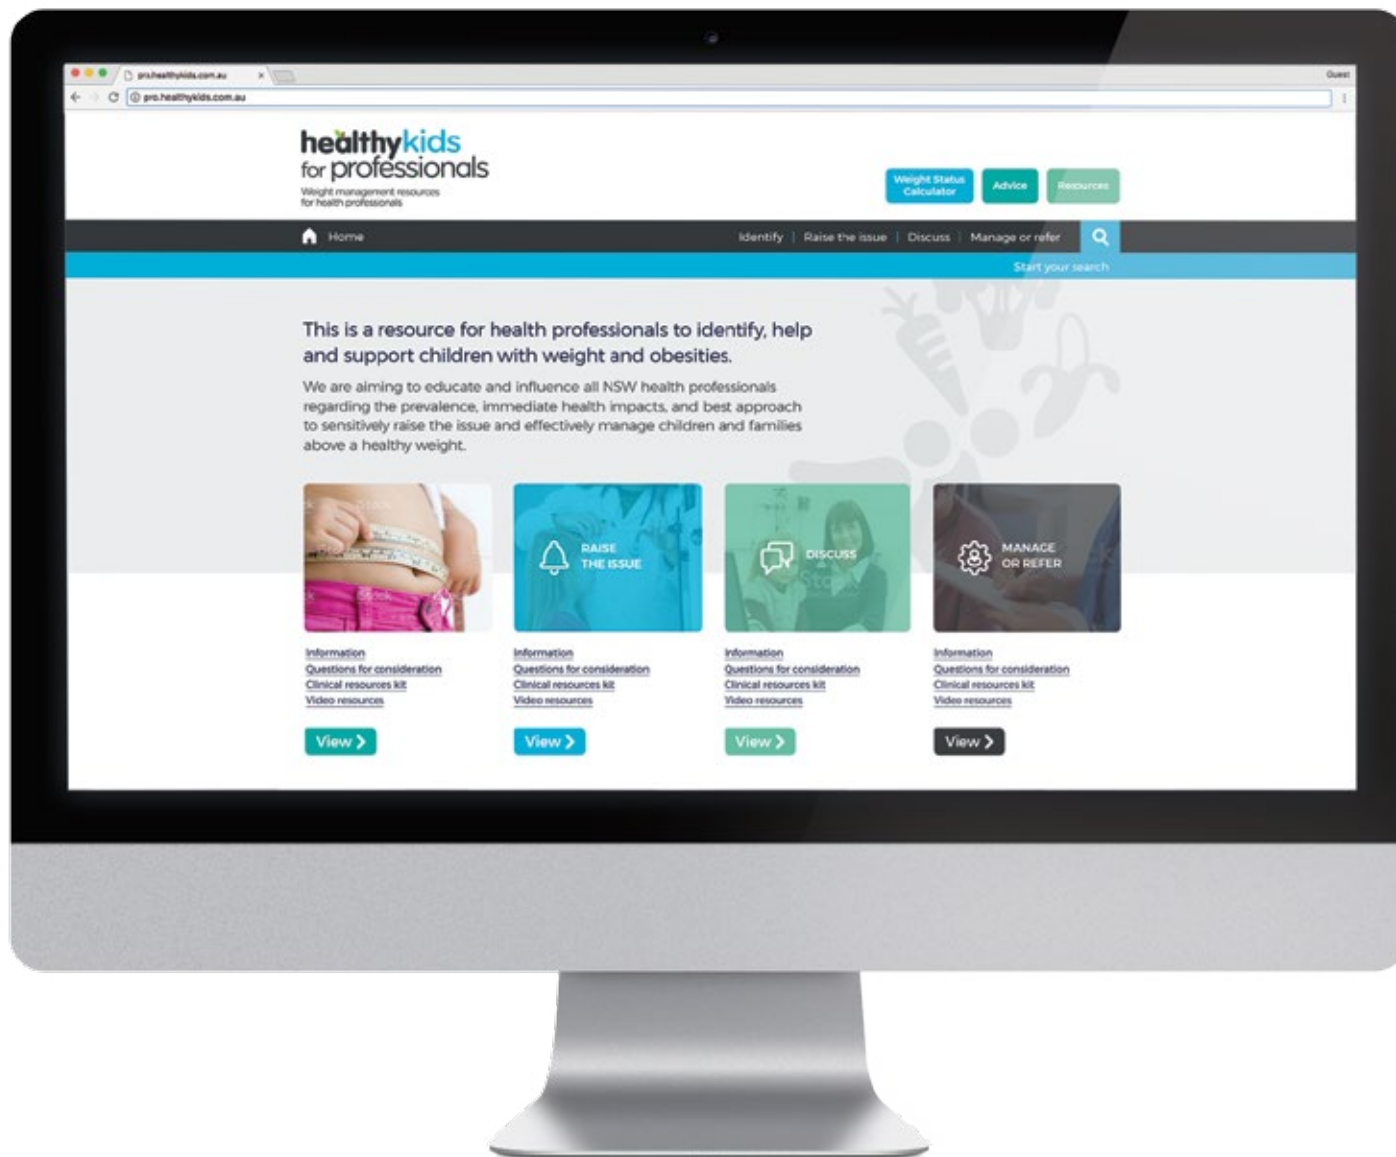 pro.healthykids.com.au
Guest
pro.healthykids.com.au
healthykids
for professionals
Weight management resources
for health professionals
Weight Status
Calculator
Advice
Resources
Home
Identify | Raise the issue | Discuss | Manage or refer
Start your search
This is a resource for health professionals to identify, help
and support children with weight and obesities.
We are aiming to educate and influence all NSW health professionals
regarding the prevalence, immediate health impacts, and best approach
to sensitively raise the issue and effectively manage children and families
above a healthy weight.
RAISE
THE ISSUE
DISCUSS
MANAGE
OR REFER
iStock
Information
Questions for consideration
Clinical resources kit
Video resources
View
Information
Questions for consideration
Clinical resources kit
Video resources
View
Information
Questions for consideration
Clinical resources kit
Video resources
View
Information
Questions for consideration
Clinical resources kit
Video resources
View